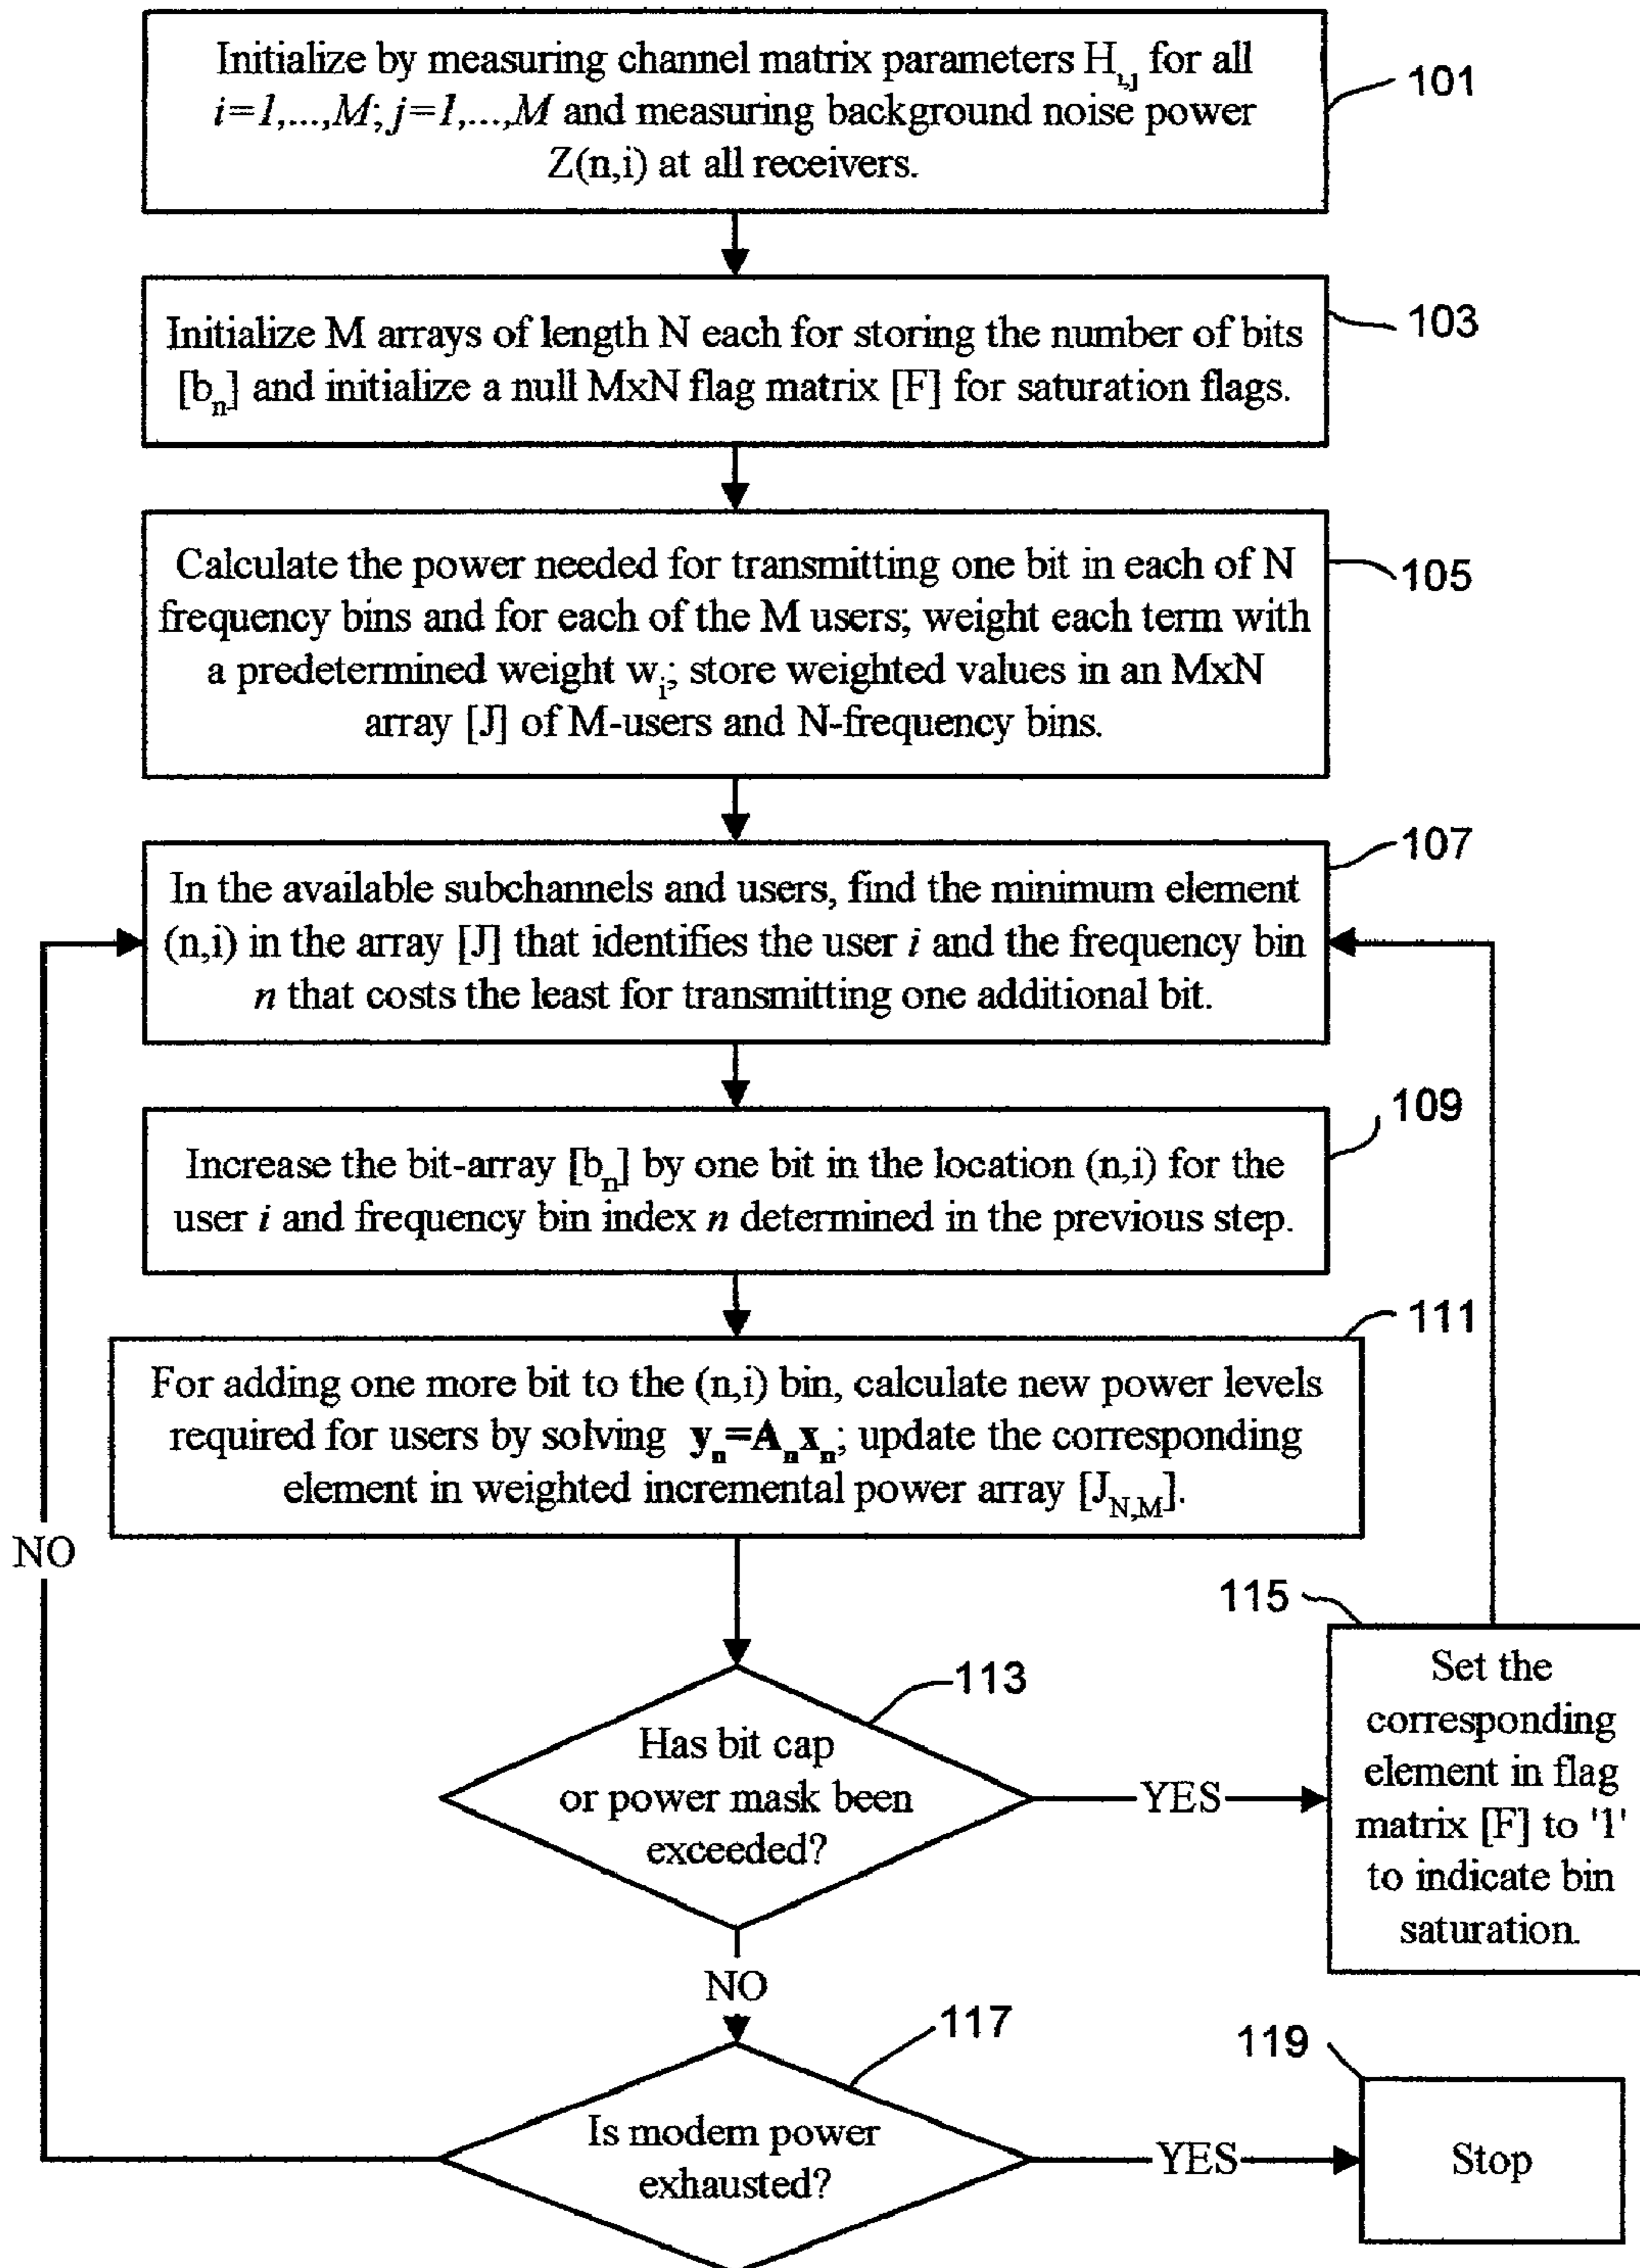 Initialize by measuring channel matrix parameters H_{i,j} for all
i=1,...,M; j=1,...,M and measuring background noise power
Z(n,i) at all receivers.
101
Initialize M arrays of length N each for storing the number of bits
[b_n] and initialize a null MxN flag matrix [F] for saturation flags.
103
Calculate the power needed for transmitting one bit in each of N
frequency bins and for each of the M users; weight each term with
a predetermined weight w_i; store weighted values in an MxN
array [J] of M-users and N-frequency bins.
105
In the available subchannels and users, find the minimum element
(n,i) in the array [J] that identifies the user i and the frequency bin
n that costs the least for transmitting one additional bit.
107
Increase the bit-array [b_n] by one bit in the location (n,i) for the
user i and frequency bin index n determined in the previous step.
109
For adding one more bit to the (n,i) bin, calculate new power levels
required for users by solving y_n=A_n x_n; update the corresponding
element in weighted incremental power array [J_{N,M}].
111
NO
Has bit cap
or power mask been
exceeded?
113
YES
115
Set the
corresponding
element in flag
matrix [F] to '1'
to indicate bin
saturation.
NO
Is modem power
exhausted?
117
YES
119
Stop